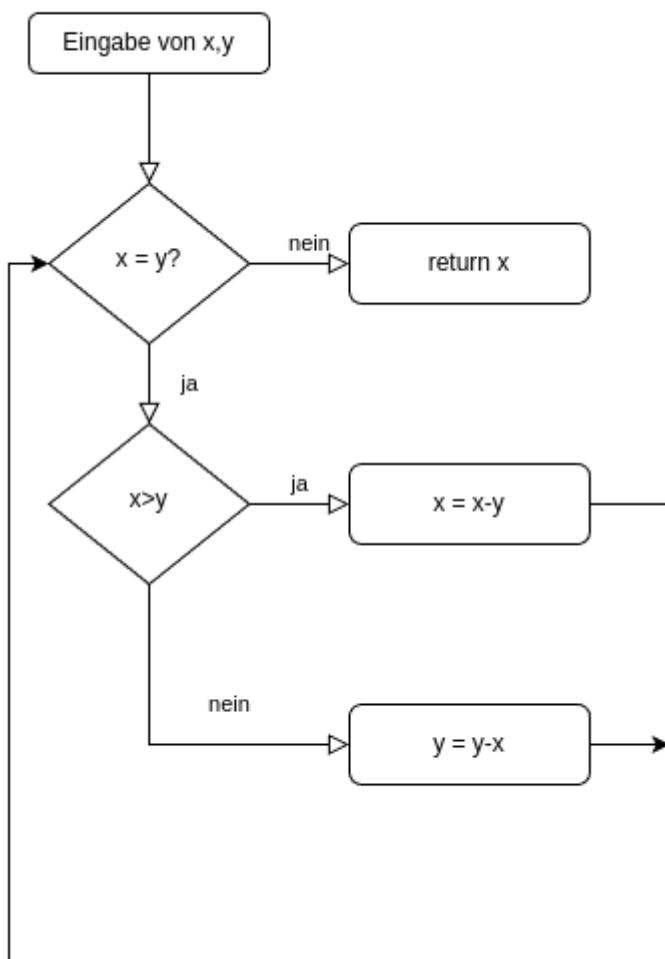 Eingabe von x,y
x = y?
nein
return x
ja
x>y
ja
x = x-y
nein
y = y-x